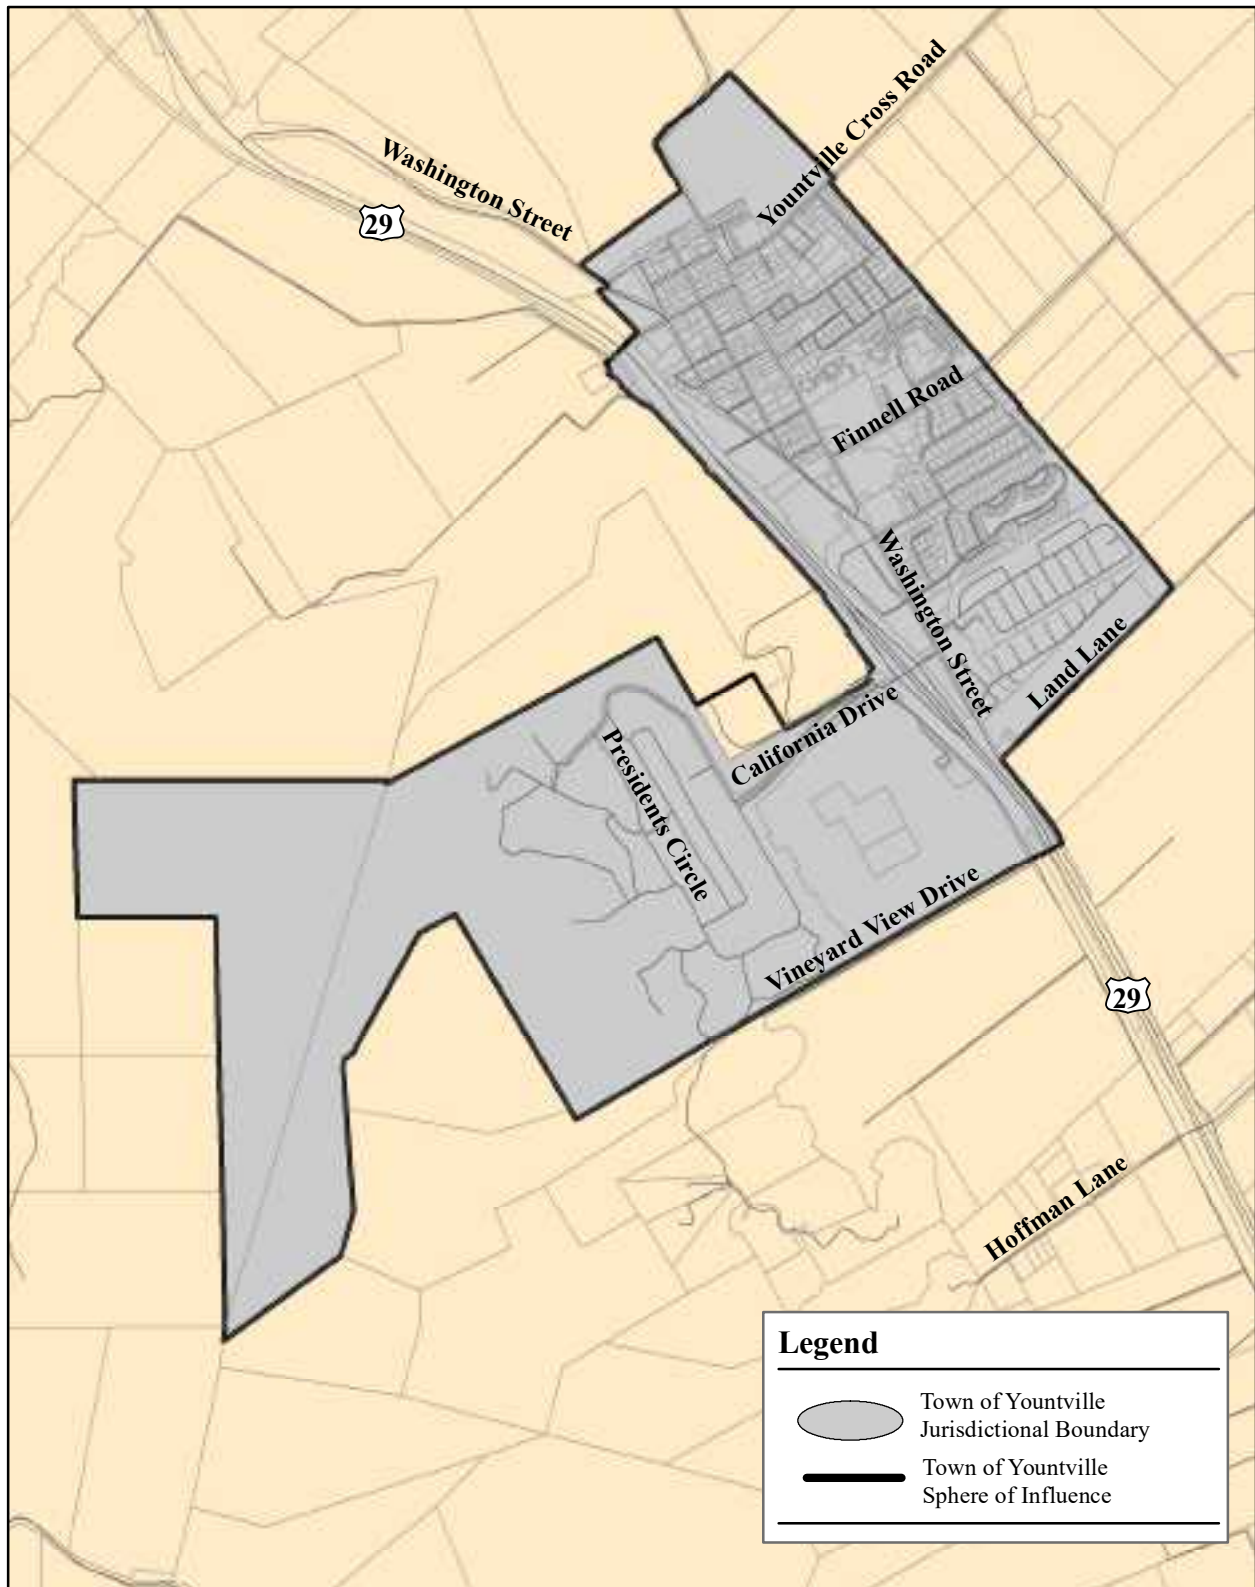 Yountville Cross Road
Washington Street
29
Finnell Road
Washington Street
Land Lane
California Drive
Presidents Circle
Vineyard View Drive
29
Hoffman Lane
Legend
Town of Yountville
Jurisdictional Boundary
Town of Yountville
Sphere of Influence